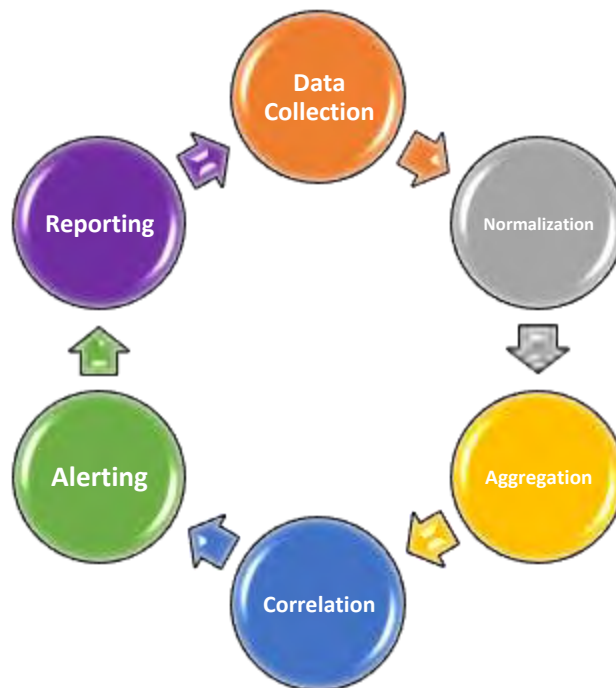 Data
Collection
Normalization
Aggregation
Correlation
Alerting
Reporting